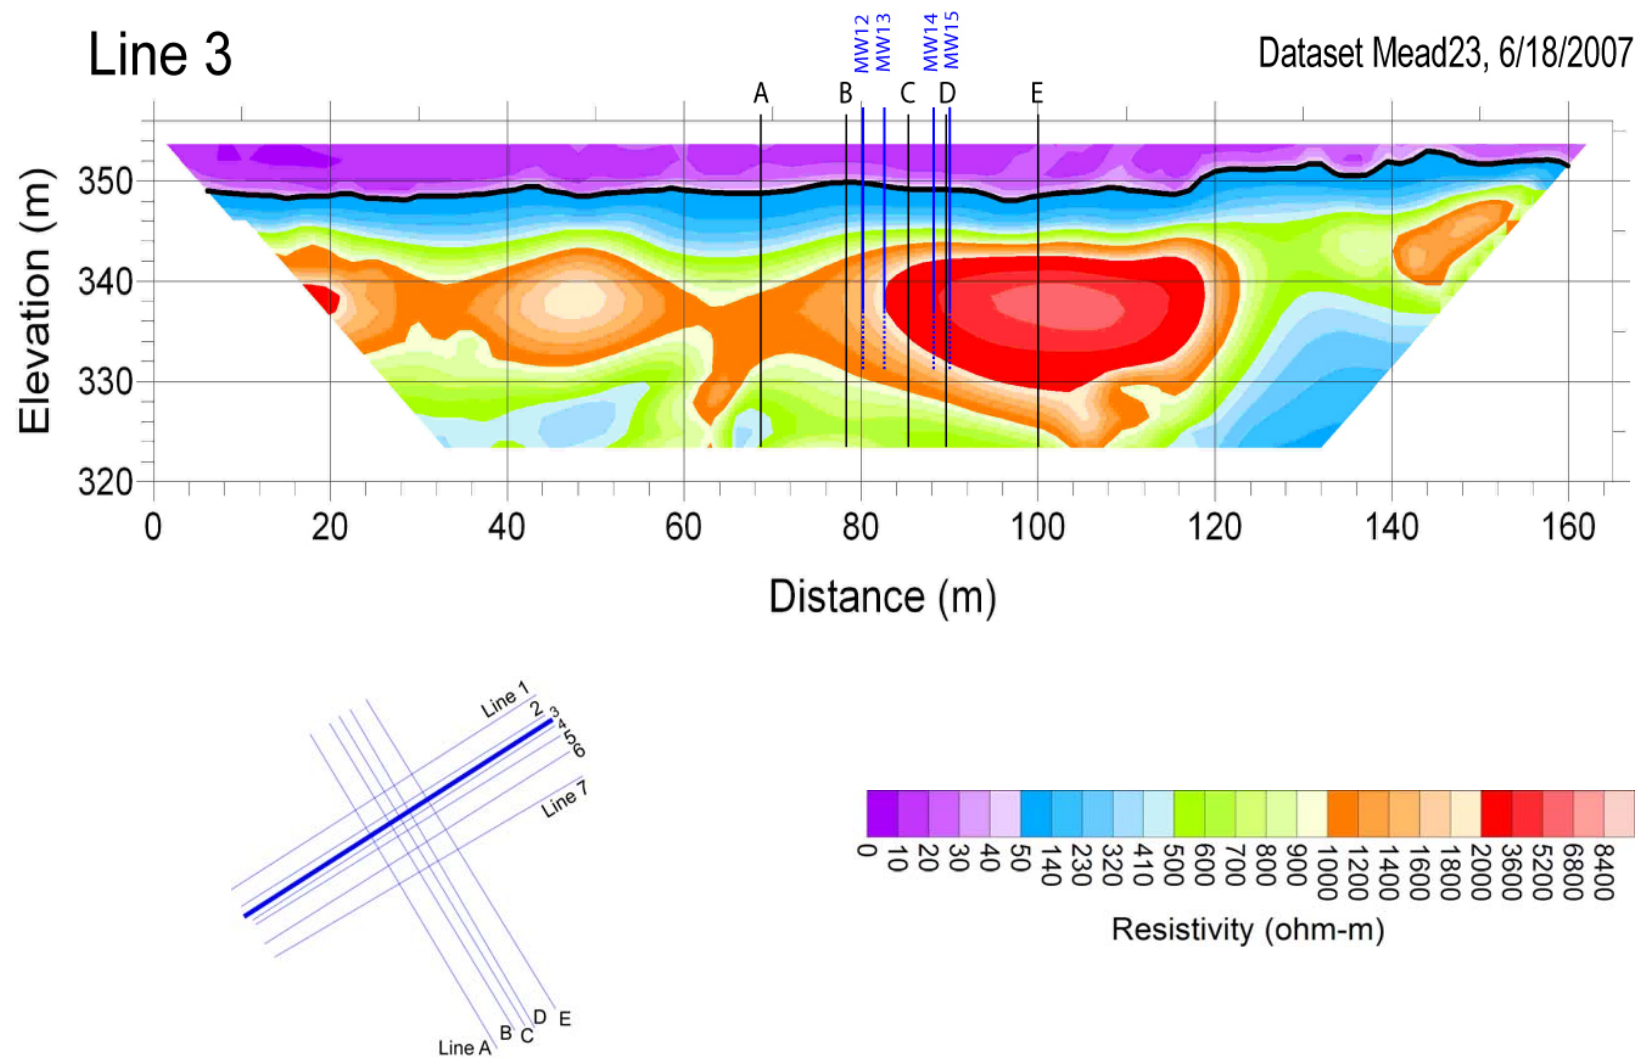 Line 3
MW12
MW13
MW14
MW15
Dataset Mead23, 6/18/2007
A B C D E
350
340
330
320
Elevation (m)
0 20 40 60 80 100 120 140 160
Distance (m)
Line 1
2
3
4
5
6
Line 7
Line A
B
C
D
E
0 10 20 30 40 50 140 230 320 410 500 600 700 800 900 1000 1200 1400 1600 1800 2000 3600 5200 6800 8400
Resistivity (ohm-m)